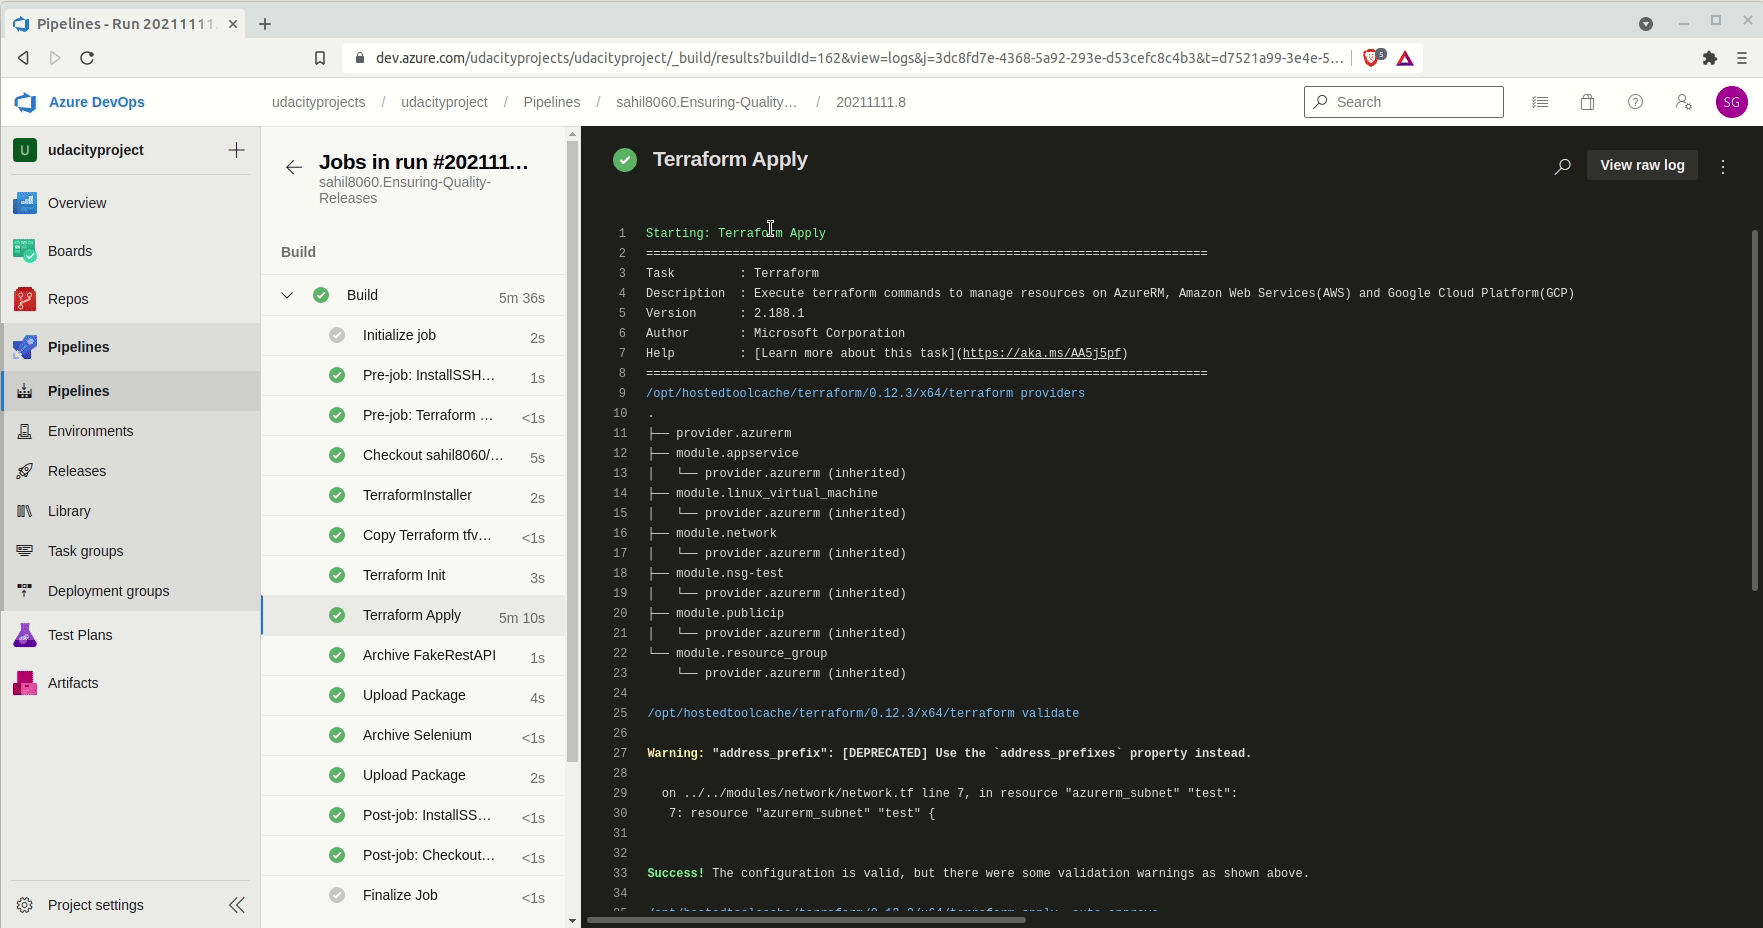 Pipelines - Run 20211111.
dev.azure.com/udacityprojects/udacityproject/_build/results?buildId=162&view=logs&j=3dc8fd7e-4368-5a92-293e-d53cefc8c4b3&t=d7521a99-3e4e-5...
5
Azure DevOps
udacityprojects / udacityproject / Pipelines / sahil8060.Ensuring-Quality... / 20211111.8
Search
SG
U
udacityproject
Overview
Boards
Repos
Pipelines
Pipelines
Environments
Releases
Library
Task groups
Deployment groups
Test Plans
Artifacts
Project settings
Jobs in run #202111...
sahil8060.Ensuring-Quality-
Releases
Build
Build 5m 36s
Initialize job 2s
Pre-job: InstallSSH... 1s
Pre-job: Terraform ... <1s
Checkout sahil8060/... 5s
TerraformInstaller 2s
Copy Terraform tfv... <1s
Terraform Init 3s
Terraform Apply 5m 10s
Archive FakeRestAPI 1s
Upload Package 4s
Archive Selenium <1s
Upload Package 2s
Post-job: InstallSS... <1s
Post-job: Checkout... <1s
Finalize Job <1s
Terraform Apply
View raw log
1 Starting: Terraform Apply
2 ==============================================================================
3 Task         : Terraform
4 Description  : Execute terraform commands to manage resources on AzureRM, Amazon Web Services(AWS) and Google Cloud Platform(GCP)
5 Version      : 2.188.1
6 Author       : Microsoft Corporation
7 Help         : [Learn more about this task](https://aka.ms/AA5j5pf)
8 ==============================================================================
9 /opt/hostedtoolcache/terraform/0.12.3/x64/terraform providers
10 .
11 ├── provider.azurerm
12 ├── module.appservice
13 │   └── provider.azurerm (inherited)
14 ├── module.linux_virtual_machine
15 │   └── provider.azurerm (inherited)
16 ├── module.network
17 │   └── provider.azurerm (inherited)
18 ├── module.nsg-test
19 │   └── provider.azurerm (inherited)
20 ├── module.publicip
21 │   └── provider.azurerm (inherited)
22 └── module.resource_group
23     └── provider.azurerm (inherited)
24
25 /opt/hostedtoolcache/terraform/0.12.3/x64/terraform validate
26
27 Warning: "address_prefix": [DEPRECATED] Use the `address_prefixes` property instead.
28
29   on ../../modules/network/network.tf line 7, in resource "azurerm_subnet" "test":
30    7: resource "azurerm_subnet" "test" {
31
32
33 Success! The configuration is valid, but there were some validation warnings as shown above.
34